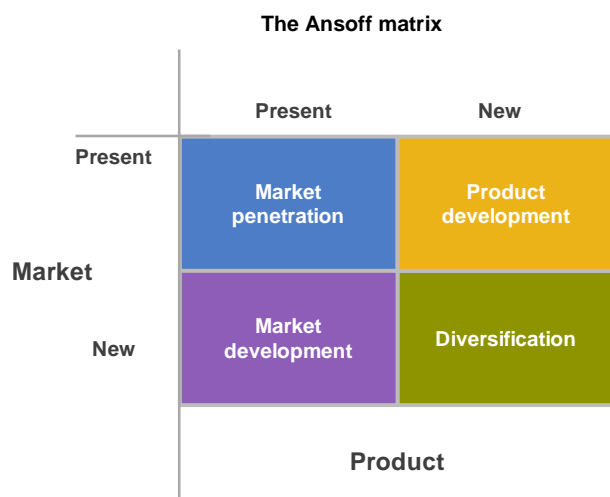 The Ansoff matrix
Present
New
Present
Market
penetration
Product
development
Market
New
Market
development
Diversification
Product